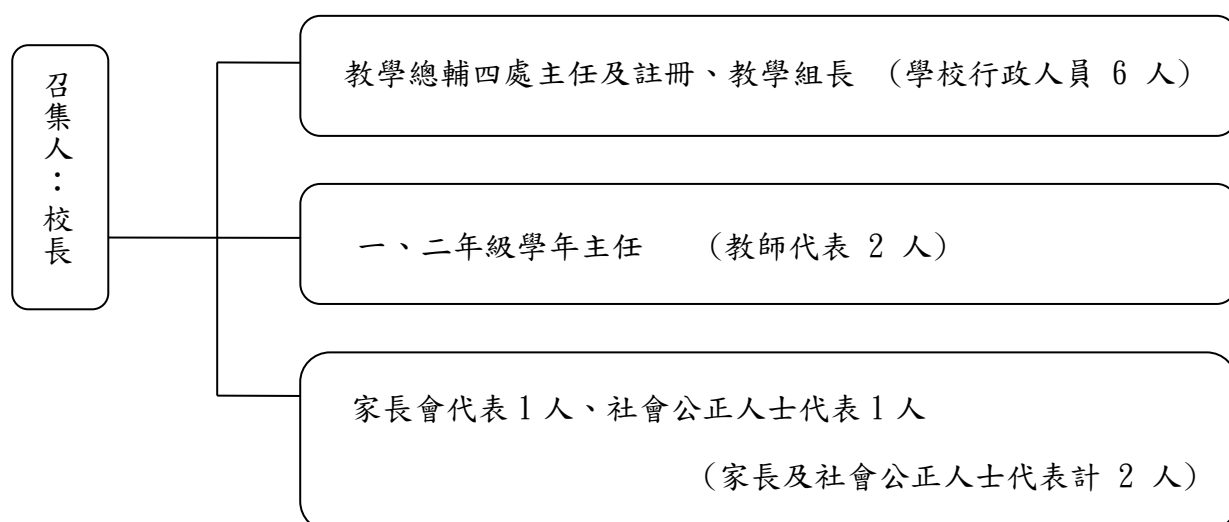 召集人：校長
教學總輔四處主任及註冊、教學組長 （學校行政人員 6 人）
一、二年級學年主任 （教師代表 2 人）
家長會代表1人、社會公正人士代表1人
（家長及社會公正人士代表計 2 人）